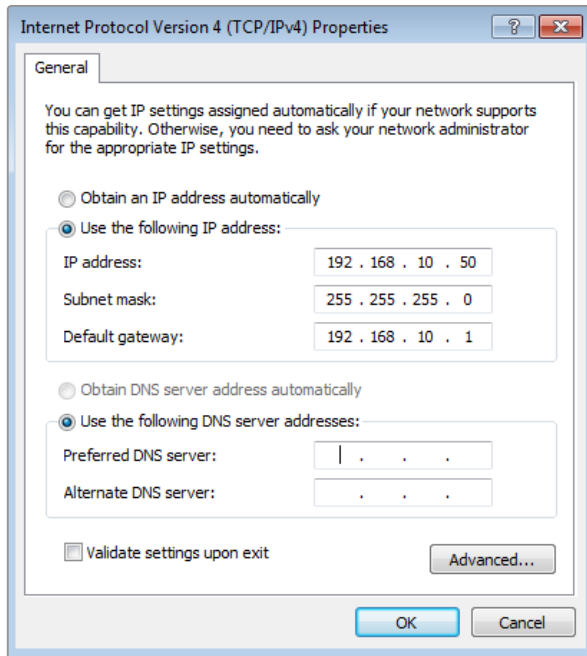 Internet Protocol Version 4 (TCP/IPv4) Properties
General
You can get IP settings assigned automatically if your network supports
this capability. Otherwise, you need to ask your network administrator
for the appropriate IP settings.
Obtain an IP address automatically
Use the following IP address:
IP address: 192 . 168 . 10 . 50
Subnet mask: 255 . 255 . 255 . 0
Default gateway: 192 . 168 . 10 . 1
Obtain DNS server address automatically
Use the following DNS server addresses:
Preferred DNS server: . . .
Alternate DNS server: . . .
Validate settings upon exit
Advanced...
OK Cancel